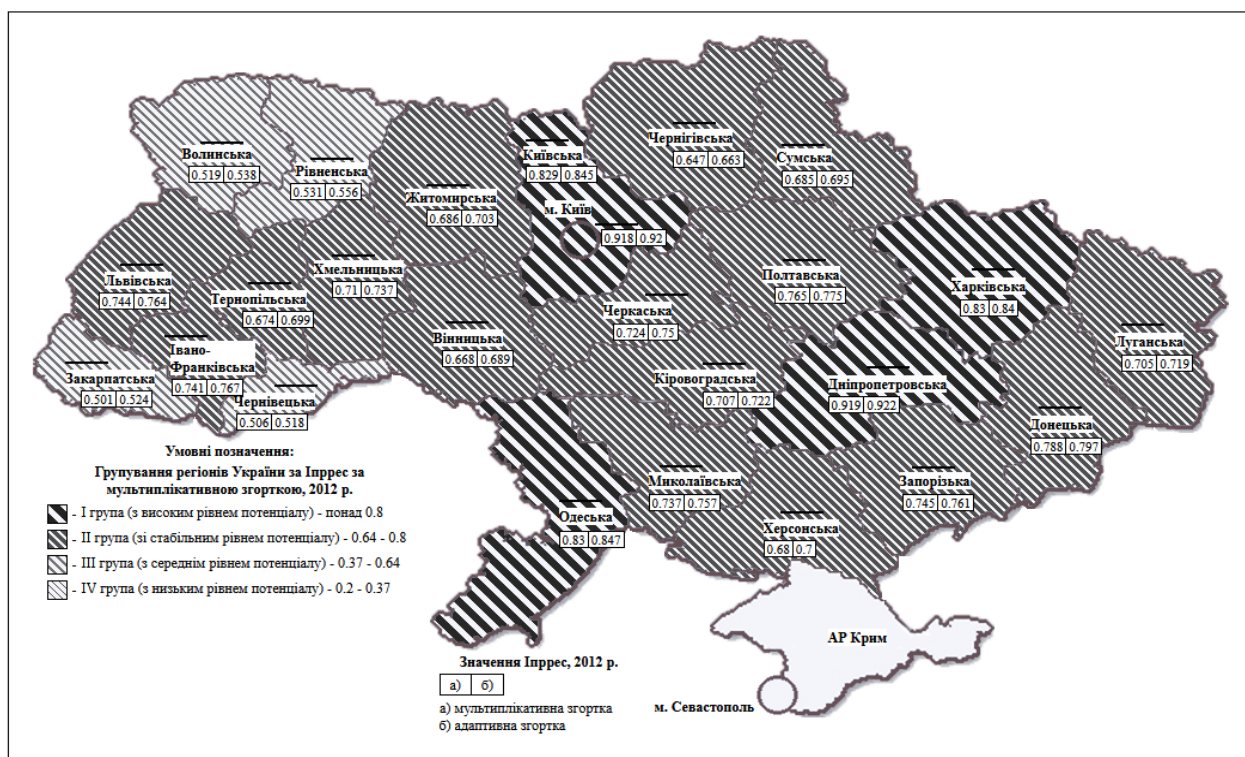 Волинська
0.519 0.538
Рівненська
0.531 0.556
Житомирська
0.686 0.703
Київська
0.829 0.845
м. Київ
0.918 0.92
Чернігівська
0.647 0.663
Сумська
0.685 0.695
Львівська
0.744 0.764
Тернопільська
0.674 0.699
Хмельницька
0.71 0.737
Вінницька
0.668 0.689
Черкаська
0.724 0.75
Полтавська
0.765 0.775
Харківська
0.83 0.84
Луганська
0.705 0.719
Закарпатська
0.501 0.524
Івано-
Франківська
0.741 0.767
Чернівецька
0.506 0.518
Кіровоградська
0.707 0.722
Дніпропетровська
0.919 0.922
Донецька
0.788 0.797
Одеська
0.83 0.847
Миколаївська
0.737 0.757
Херсонська
0.68 0.7
Запорізька
0.745 0.761
АР Крим
м. Севастополь
Умовні позначення:
Групування регіонів України за Іпррес за
мультиплікативною згорткою, 2012 р.
- І група (з високим рівнем потенціалу) - понад 0.8
- ІІ група (зі стабільним рівнем потенціалу) - 0.64 - 0.8
- ІІІ група (з середнім рівнем потенціалу) - 0.37 - 0.64
- IV група (з низьким рівнем потенціалу) - 0.2 - 0.37
Значення Іпррес, 2012 р.
а) б)
а) мультиплікативна згортка
б) адаптивна згортка